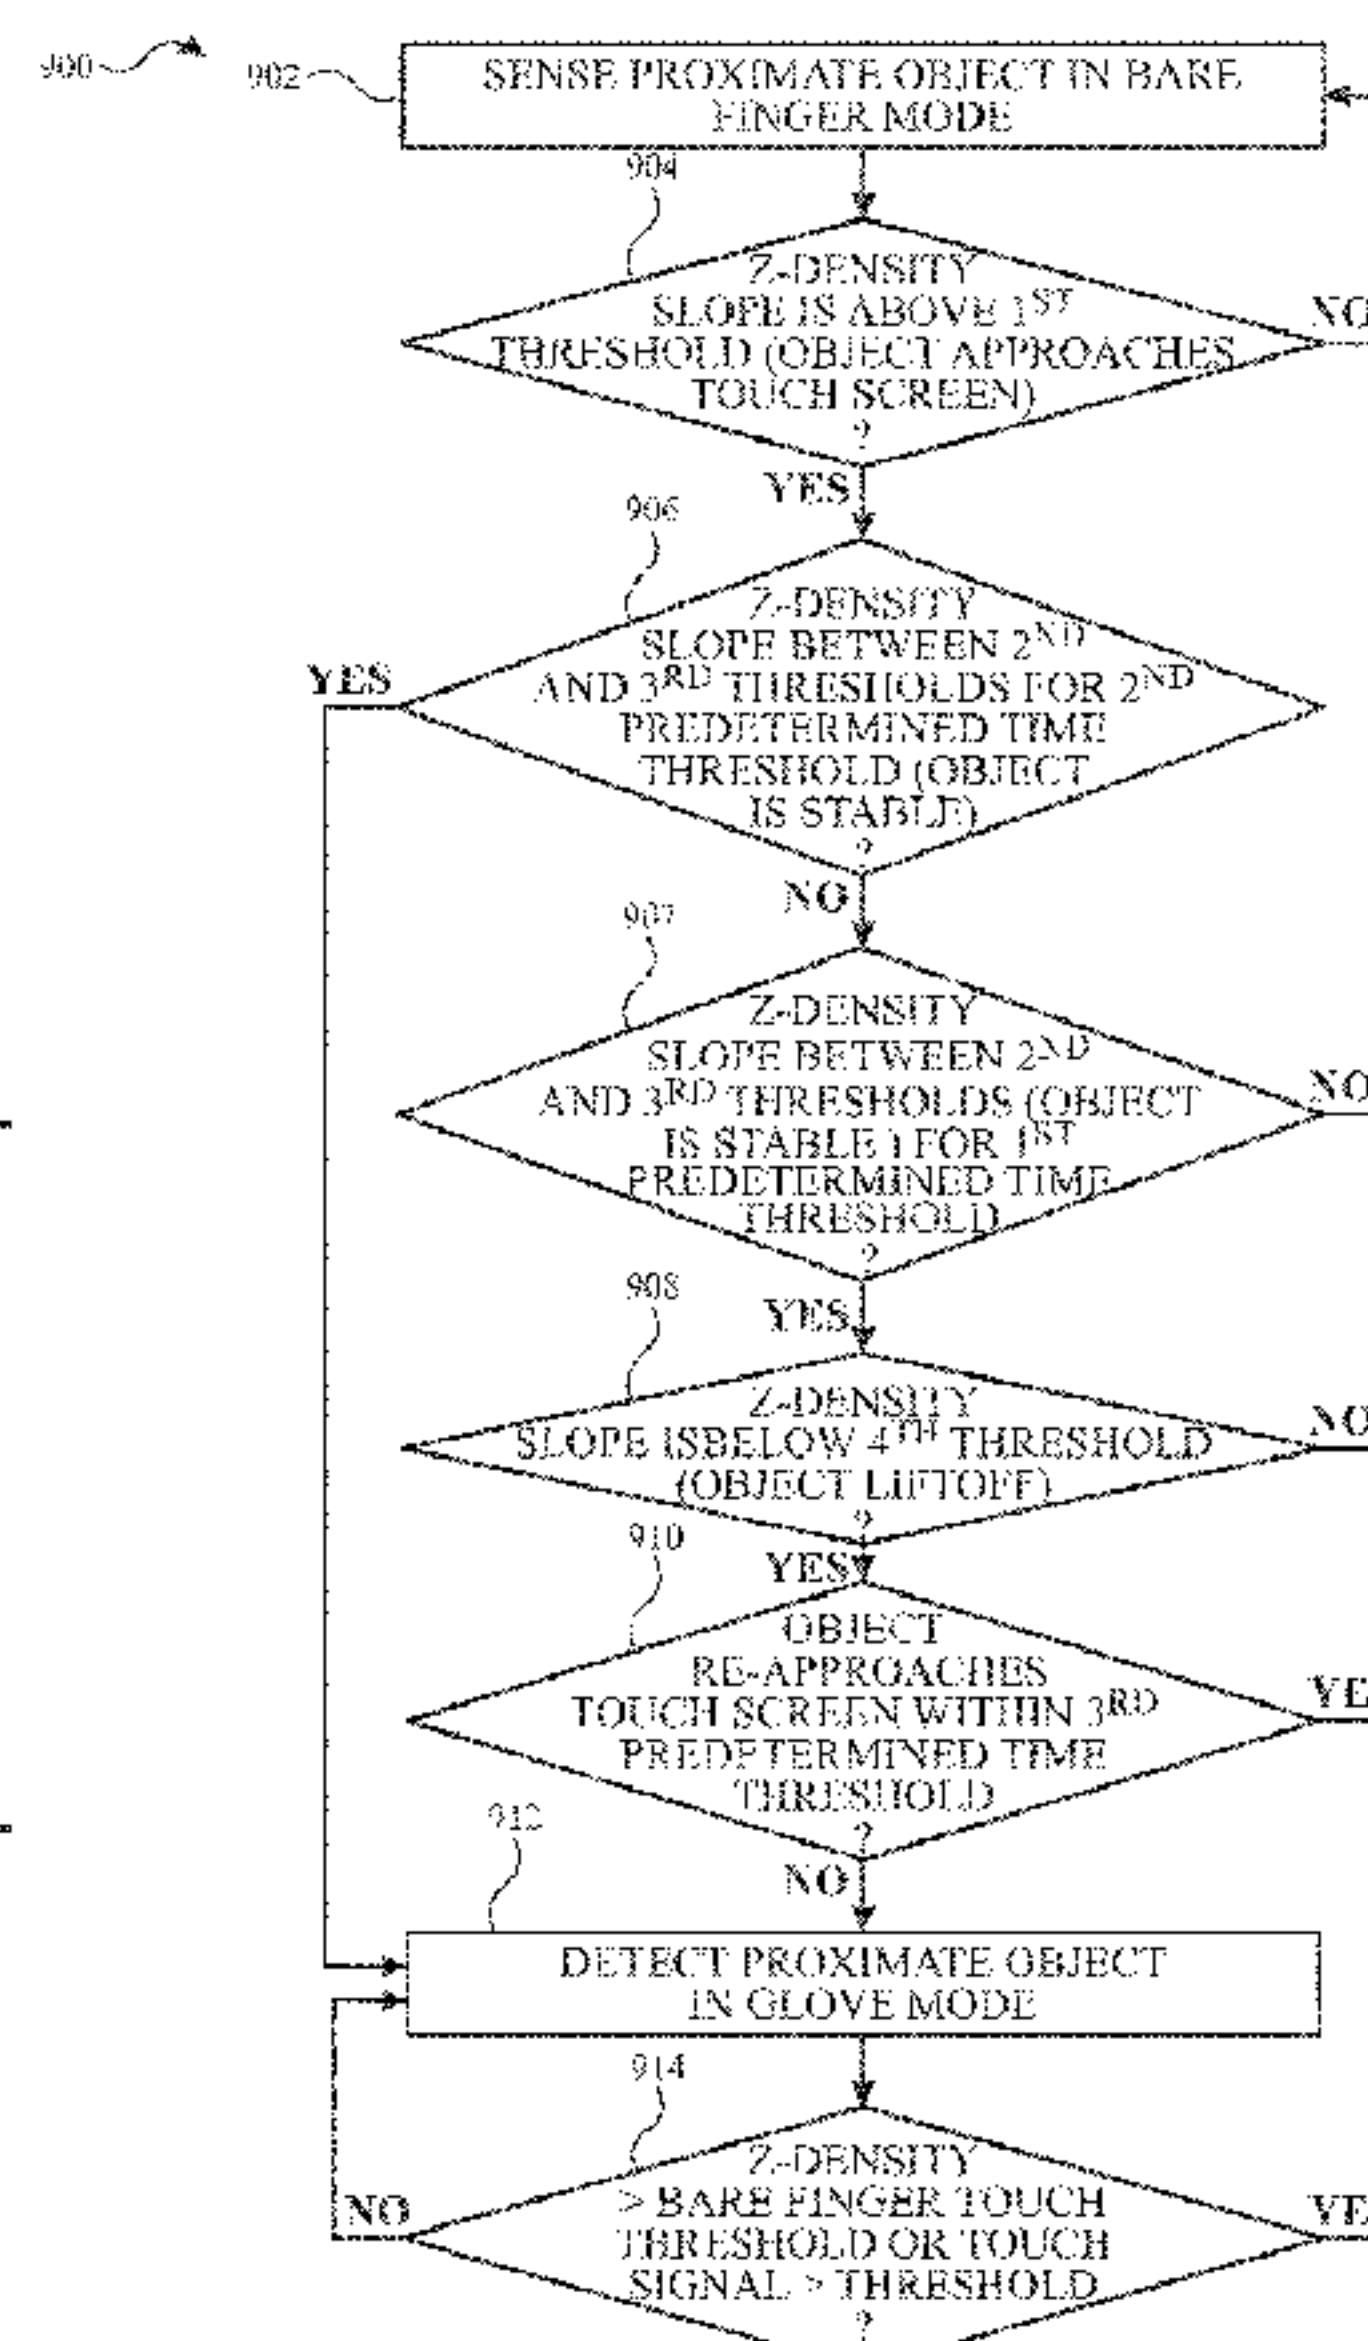 900
902
SENSE PROXIMATE OBJECT IN BARE
FINGER MODE
904
Z-DENSITY
SLOPE IS ABOVE 1ST
THRESHOLD (OBJECT APPROACHES
TOUCH SCREEN)
?
NO
YES
906
Z-DENSITY
SLOPE BETWEEN 2ND
AND 3RD THRESHOLDS FOR 2ND
PREDETERMINED TIME
THRESHOLD (OBJECT
IS STABLE)
?
YES
NO
907
Z-DENSITY
SLOPE BETWEEN 2ND
AND 3RD THRESHOLDS (OBJECT
IS STABLE ) FOR 1ST
PREDETERMINED TIME
THRESHOLD
?
NO
YES
908
Z-DENSITY
SLOPE ISBELOW 4TH THRESHOLD
(OBJECT LIFTOFF)
?
NO
YES
910
OBJECT
RE-APPROACHES
TOUCH SCREEN WITHIN 3RD
PREDETERMINED TIME
THRESHOLD
?
YE
NO
912
DETECT PROXIMATE OBJECT
IN GLOVE MODE
914
Z-DENSITY
> BARE FINGER TOUCH
THRESHOLD OR TOUCH
SIGNAL > THRESHOLD
?
NO
YE